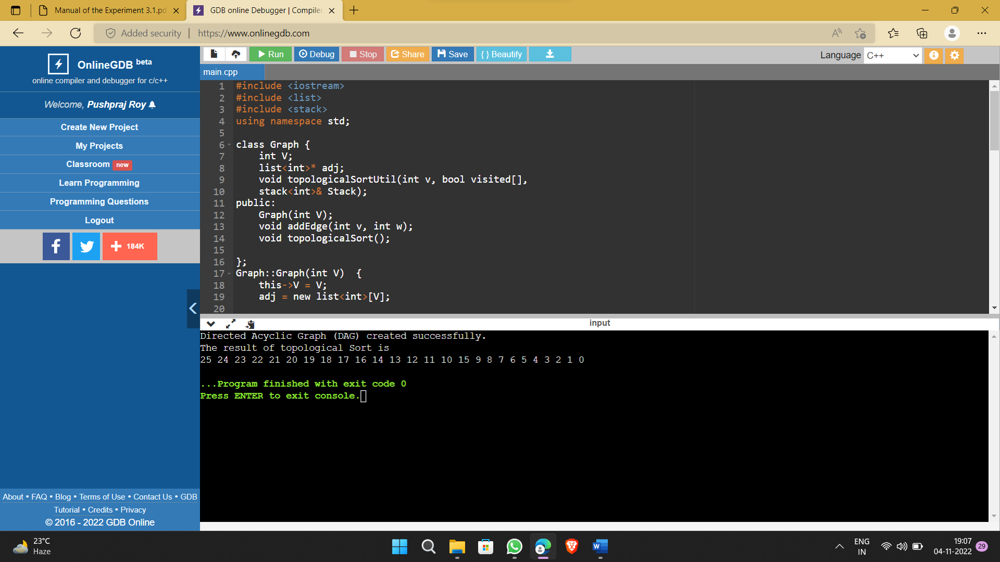 Manual of the Experiment 3.1.pd
GDB online Debugger | Compiler
Added security
https://www.onlinegdb.com
OnlineGDB beta
online compiler and debugger for c/c++
Welcome, Pushpraj Roy
Create New Project
My Projects
Classroom new
Learn Programming
Programming Questions
Logout
184K
About • FAQ • Blog • Terms of Use • Contact Us • GDB
Tutorial • Credits • Privacy
© 2016 - 2022 GDB Online
Run Debug Stop Share Save { } Beautify
Language C++
main.cpp
1 #include <iostream>
2 #include <list>
3 #include <stack>
4 using namespace std;
5
6 class Graph {
7     int V;
8     list<int>* adj;
9     void topologicalSortUtil(int v, bool visited[],
10     stack<int>& Stack);
11 public:
12     Graph(int V);
13     void addEdge(int v, int w);
14     void topologicalSort();
15
16 };
17 Graph::Graph(int V)  {
18     this->V = V;
19     adj = new list<int>[V];
20
input
Directed Acyclic Graph (DAG) created successfully.
The result of topological Sort is
25 24 23 22 21 20 19 18 17 16 14 13 12 11 10 15 9 8 7 6 5 4 3 2 1 0
...Program finished with exit code 0
Press ENTER to exit console.
23°C
Haze
ENG
IN
19:07
04-11-2022
29